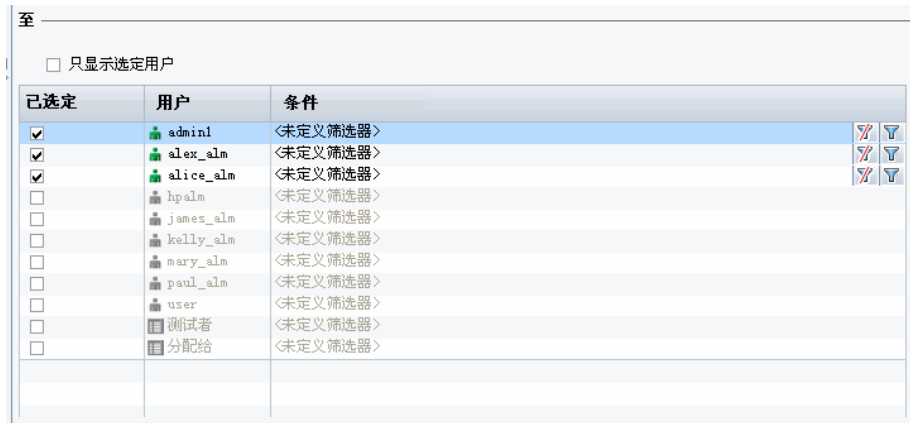 至
只显示选定用户
已选定 用户 条件
admin1 <未定义筛选器>
alex_alm <未定义筛选器>
alice_alm <未定义筛选器>
hpalm <未定义筛选器>
james_alm <未定义筛选器>
kelly_alm <未定义筛选器>
mary_alm <未定义筛选器>
paul_alm <未定义筛选器>
user <未定义筛选器>
测试者 <未定义筛选器>
分配给 <未定义筛选器>